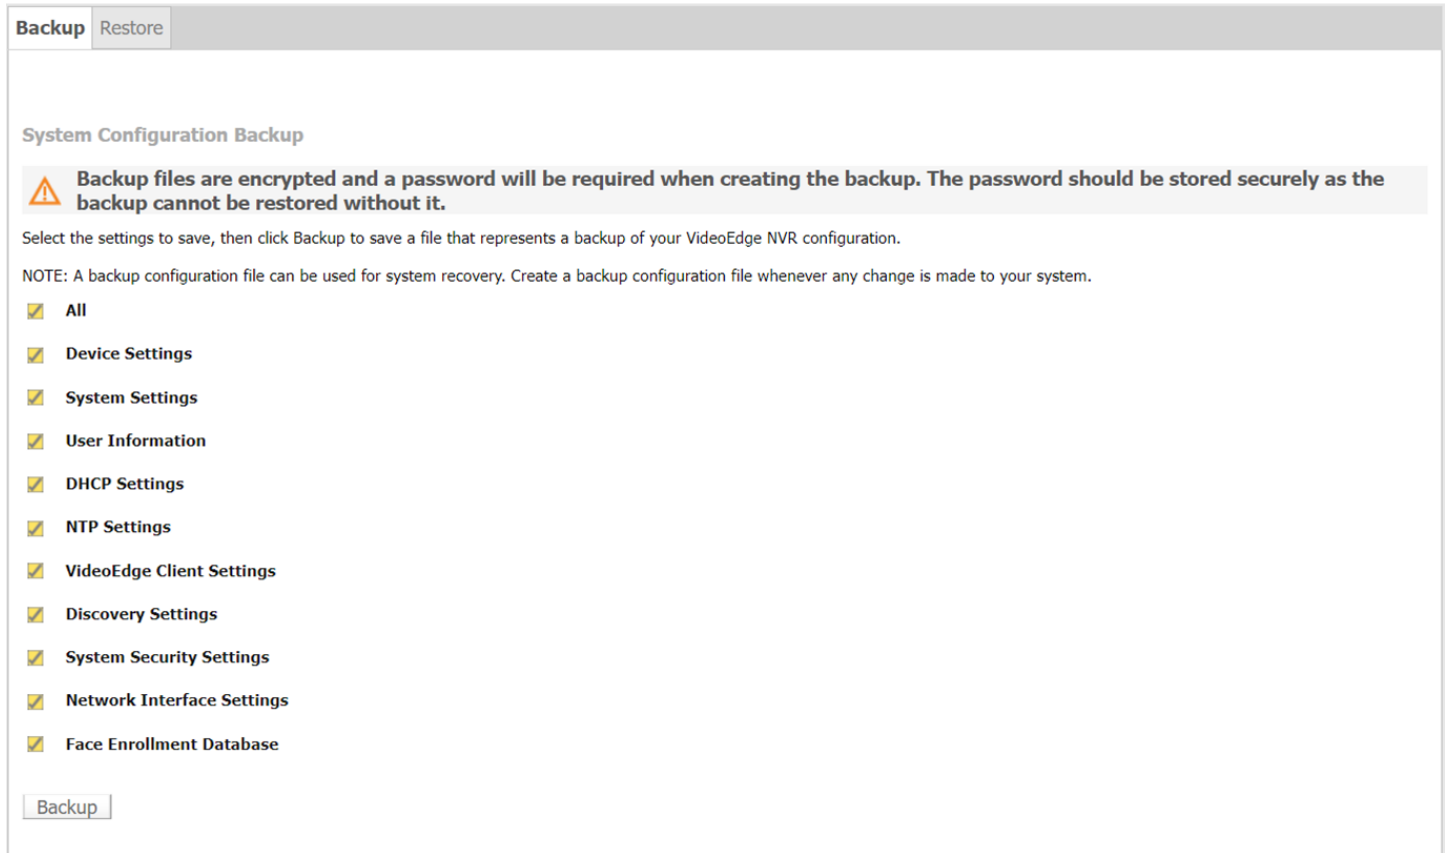 Backup Restore
System Configuration Backup
Backup files are encrypted and a password will be required when creating the backup. The password should be stored securely as the
backup cannot be restored without it.
Select the settings to save, then click Backup to save a file that represents a backup of your VideoEdge NVR configuration.
NOTE: A backup configuration file can be used for system recovery. Create a backup configuration file whenever any change is made to your system.
All
Device Settings
System Settings
User Information
DHCP Settings
NTP Settings
VideoEdge Client Settings
Discovery Settings
System Security Settings
Network Interface Settings
Face Enrollment Database
Backup